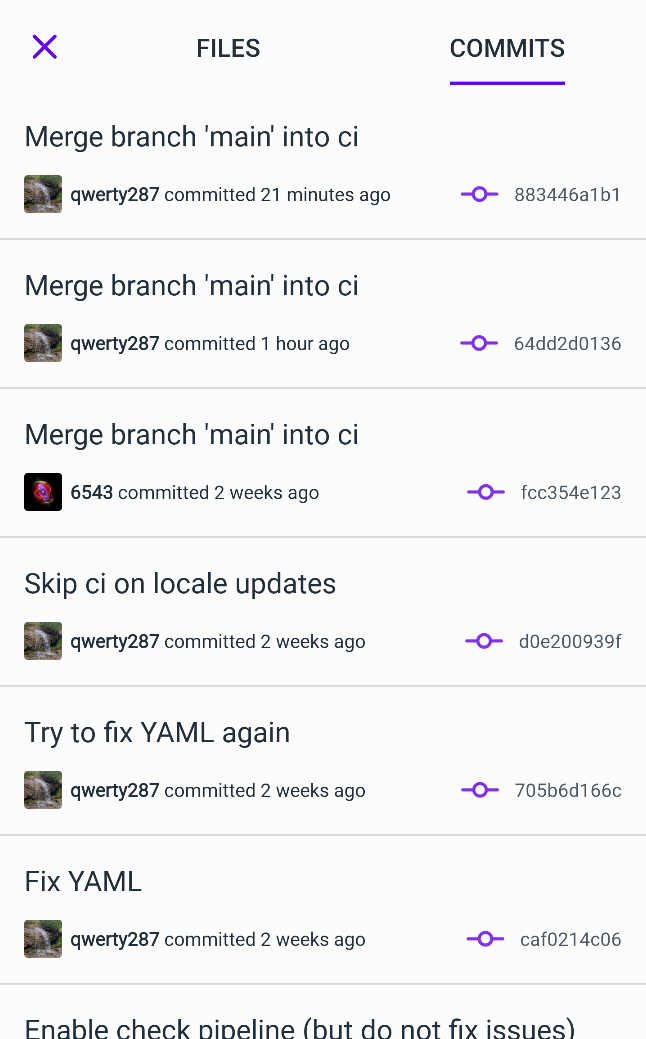 FILES COMMITS
Merge branch 'main' into ci
qwerty287 committed 21 minutes ago 883446a1b1
Merge branch 'main' into ci
qwerty287 committed 1 hour ago 64dd2d0136
Merge branch 'main' into ci
6543 committed 2 weeks ago fcc354e123
Skip ci on locale updates
qwerty287 committed 2 weeks ago d0e200939f
Try to fix YAML again
qwerty287 committed 2 weeks ago 705b6d166c
Fix YAML
qwerty287 committed 2 weeks ago caf0214c06
Enable check pipeline (but do not fix issues)